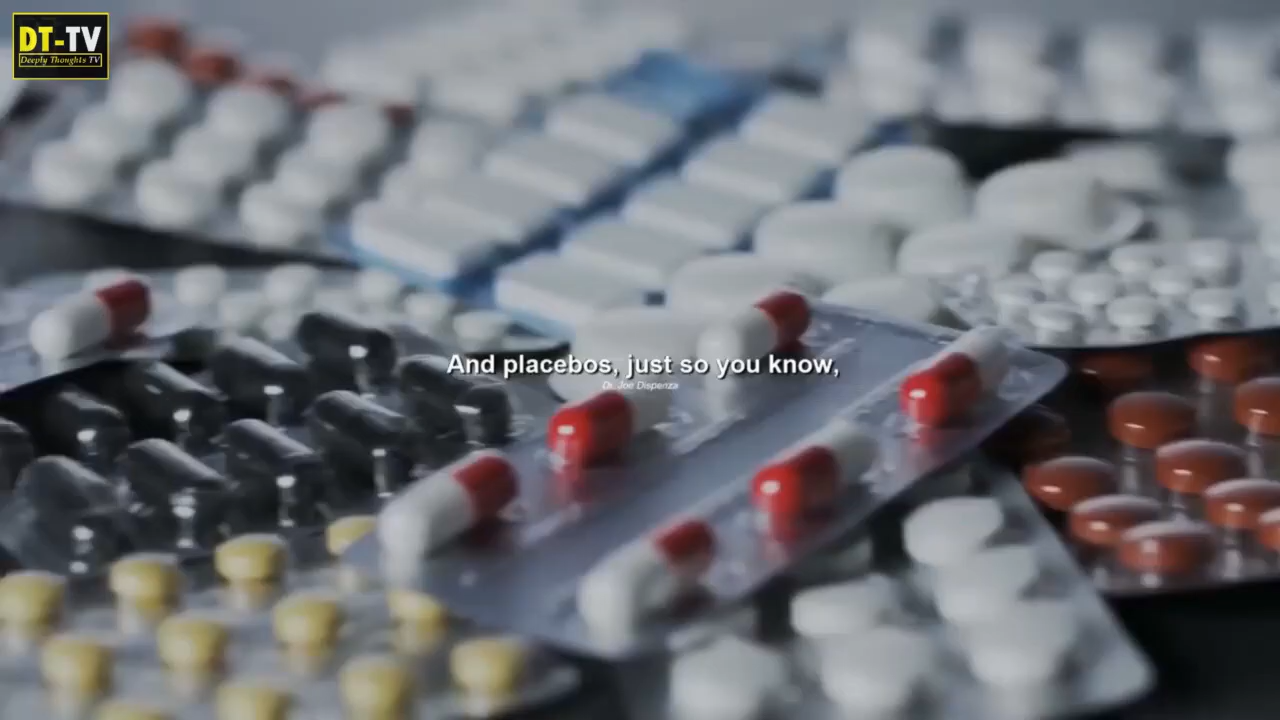 DT-TV
Deeply Thoughts TV
And placebos, just so you know,
Dr. Joe Dispenza